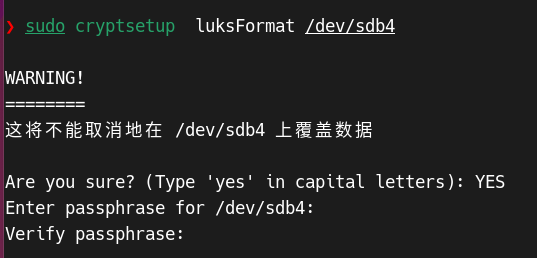 ❯ sudo cryptsetup  luksFormat /dev/sdb4
WARNING!
========
这将不能取消地在 /dev/sdb4 上覆盖数据
Are you sure? (Type 'yes' in capital letters): YES
Enter passphrase for /dev/sdb4:
Verify passphrase: